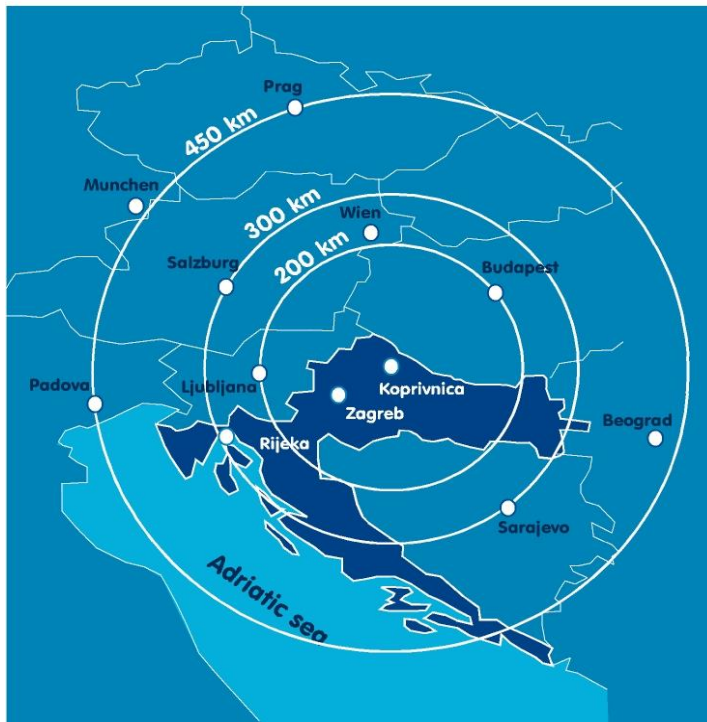 Prag
450 km
Munchen
300 km
Wien
Salzburg
200 km
Budapest
Ljubljana
Koprivnica
Padova
Zagreb
Beograd
Rijeka
Sarajevo
Adriatic sea